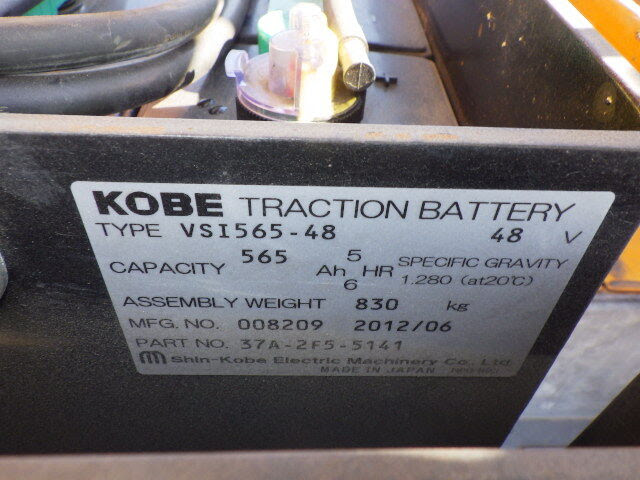 KOBE TRACTION BATTERY
TYPE VSI565-48 48 V
CAPACITY 565 Ah 5 HR SPECIFIC GRAVITY
6 1.280 (at20℃)
ASSEMBLY WEIGHT 830 kg
MFG. NO. 008209 2012/06
PART NO. 37A-2F5-5141
Shin-Kobe Electric Machinery Co., Ltd.
MADE IN JAPAN